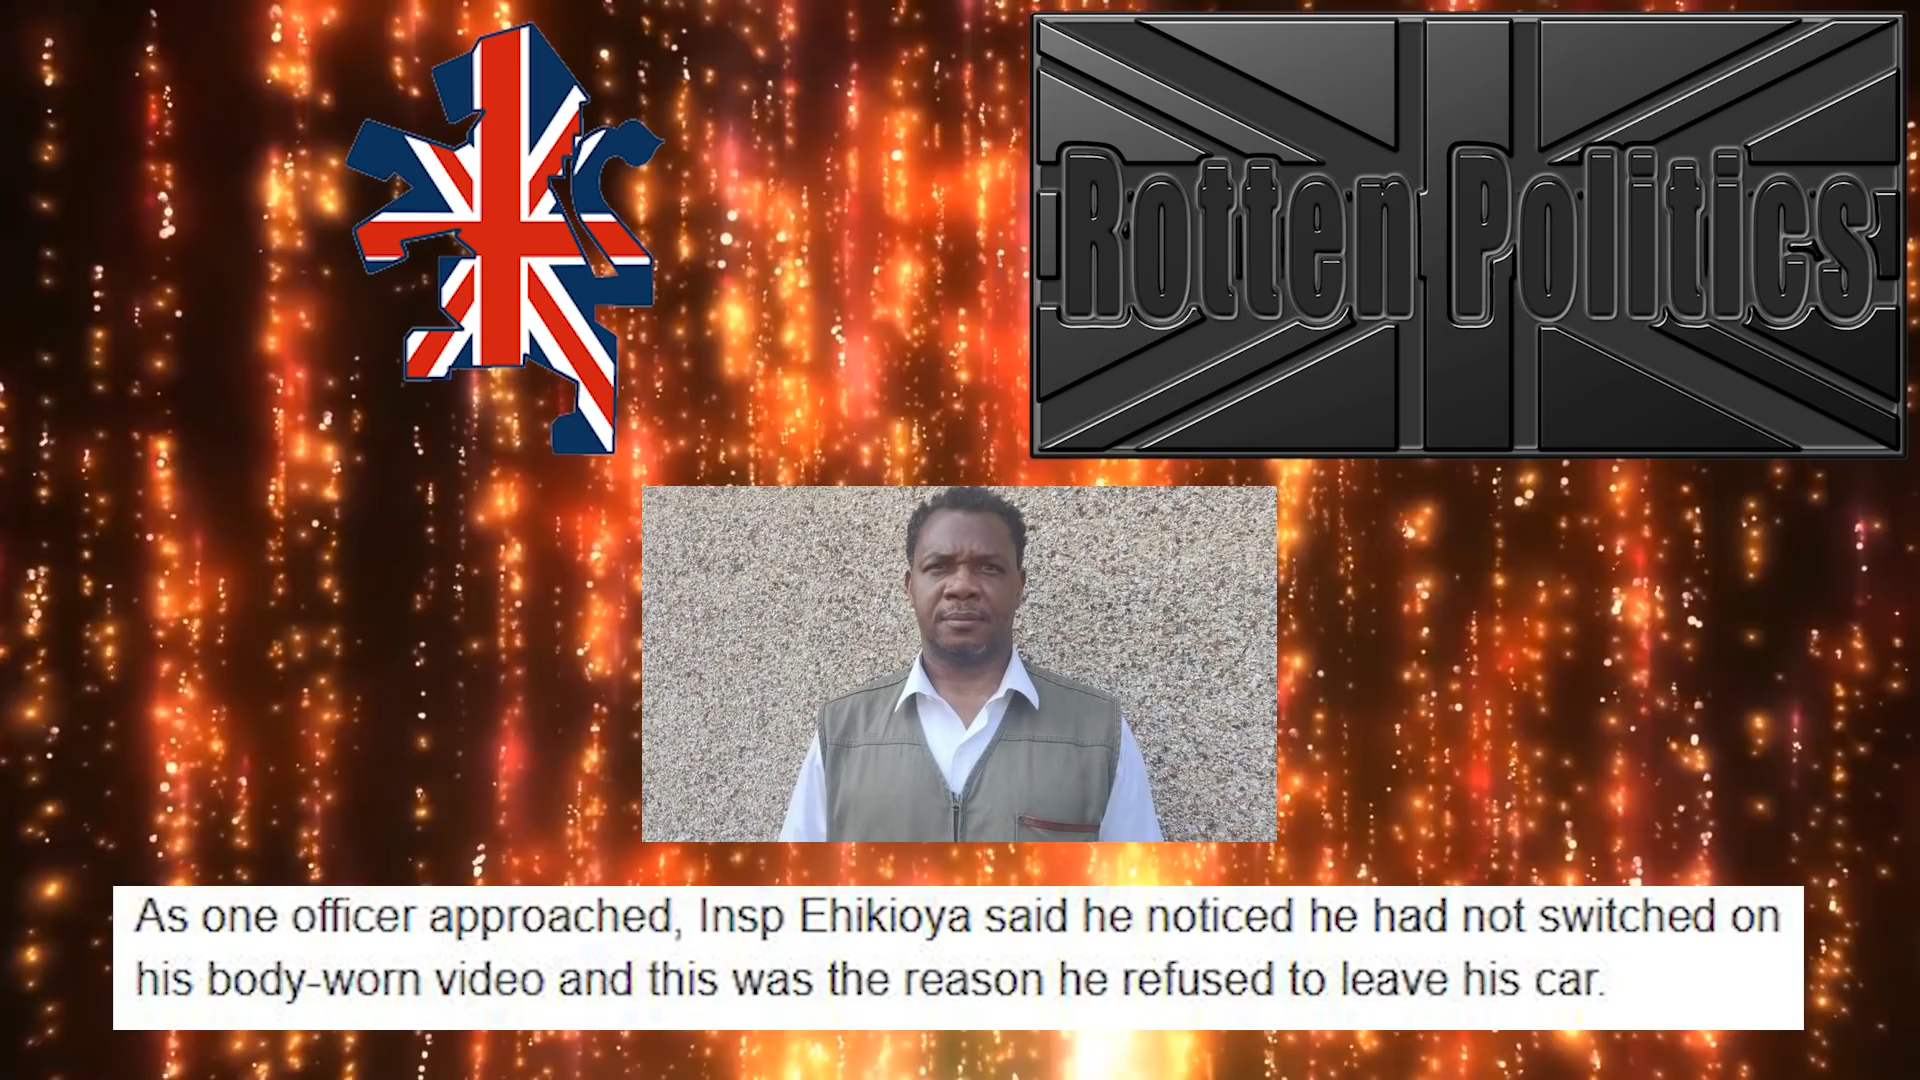 Rotten Politics
As one officer approached, Insp Ehikioya said he noticed he had not switched on
his body-worn video and this was the reason he refused to leave his car.